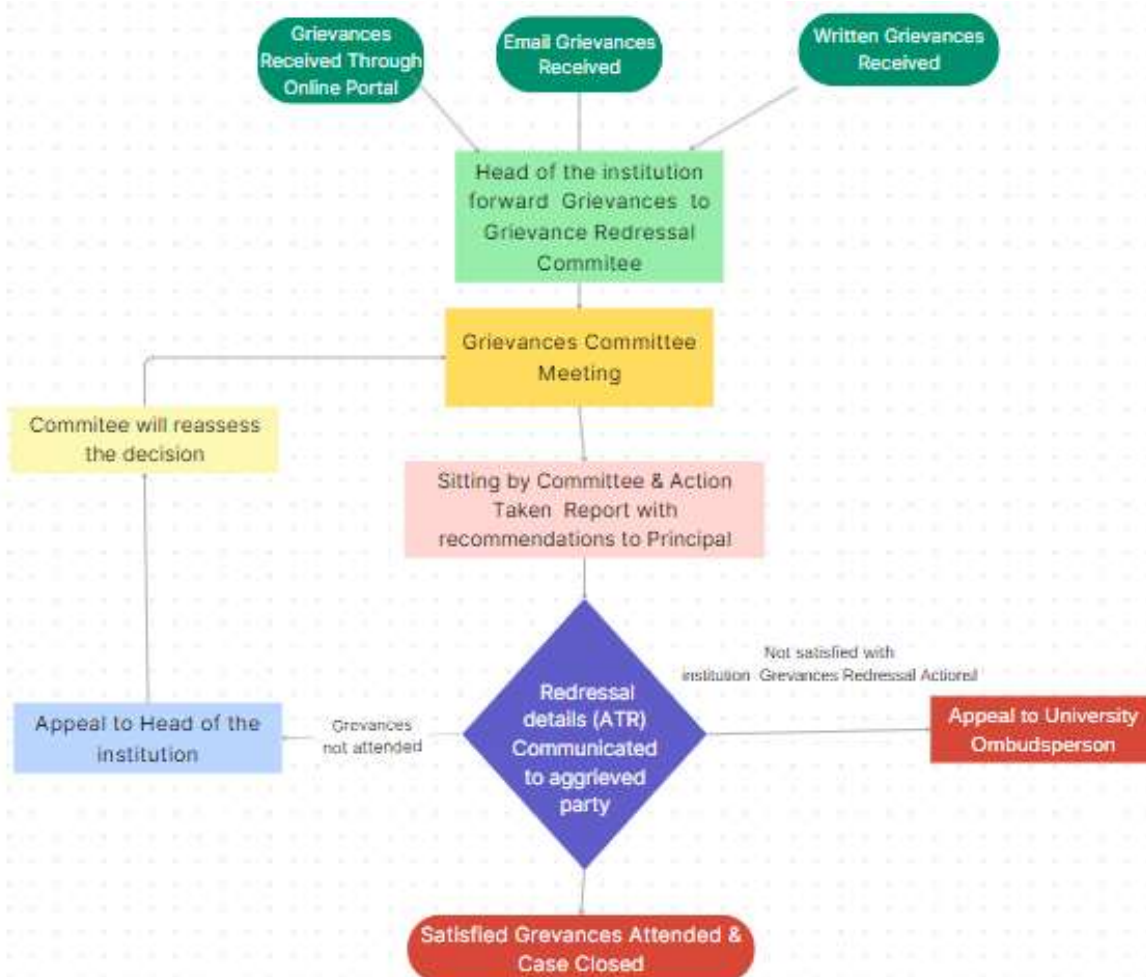 Grievances
Received Through
Online Portal
Email Grievances
Received
Written Grievances
Received
Head of the institution
forward Grievances to
Grievance Redressal
Commitee
Grievances Committee
Meeting
Commitee will reassess
the decision
Sitting by Committee & Action
Taken Report with
recommendations to Principal
Not satisfied with
institution Grevances Redressal Actions!
Redressal
details (ATR)
Communicated
to aggrieved
party
Appeal to Head of the
institution
Grevances
not attended
Appeal to University
Ombudsperson
Satisfied Grevances Attended &
Case Closed